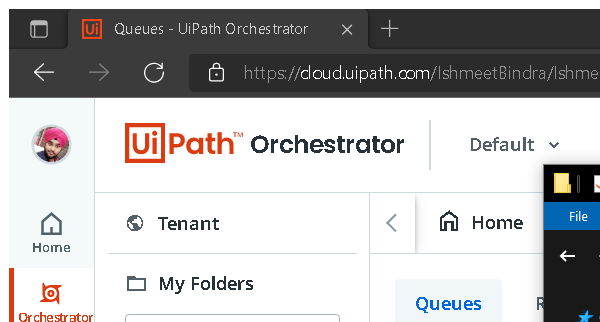 Queues - UiPath Orchestrator
https://cloud.uipath.com/IshmeetBindra/Ishme
UiPath™ Orchestrator
Default
Tenant
Home
File
Home
My Folders
Orchestrator
Queues